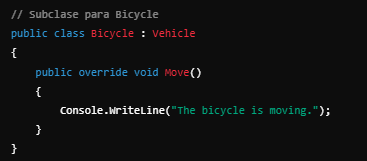 // Subclase para Bicycle
public class Bicycle : Vehicle
{
    public override void Move()
    {
        Console.WriteLine("The bicycle is moving.");
    }
}